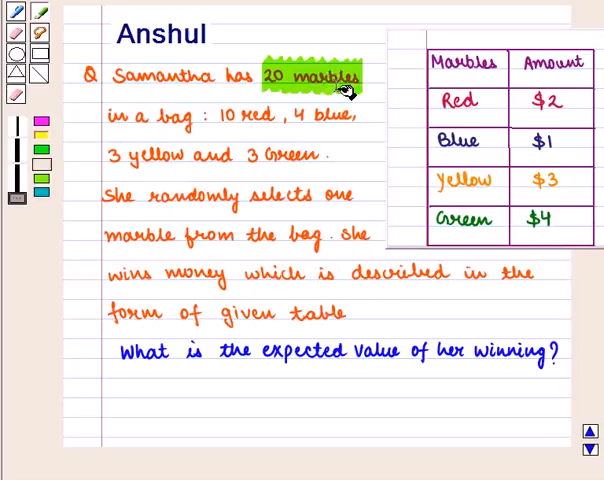 Anshul
Q Samantha has 20 marbles
in a bag : 10 red, 4 blue,
3 yellow and 3 Green.
She randomly selects one
marble from the bag. She
wins money which is described in the
form of given table
What is the expected value of her winning?
Marbles Amount
Red $2
Blue $1
Yellow $3
Green $4